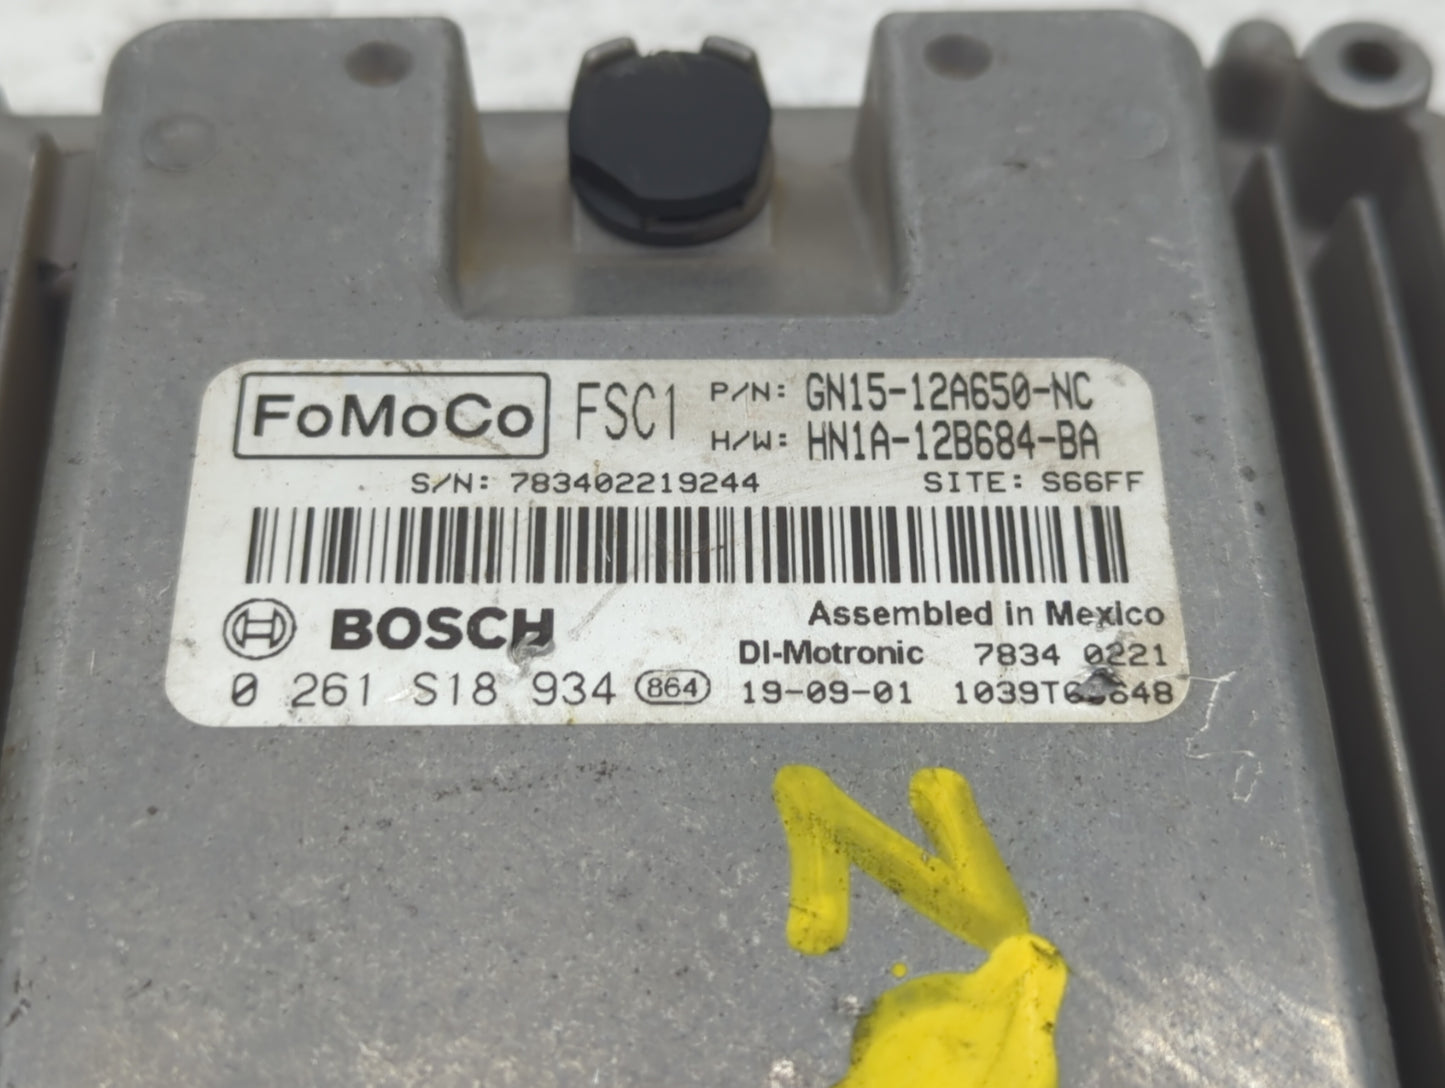 FoMoCo FSC1 P/N: GN15-12A650-NC
H/W: HN1A-12B684-BA
S/N: 783402219244 SITE: S66FF
BOSCH Assembled in Mexico
DI-Motronic 7834 0221
0 261 S18 934 864 19-09-01
N